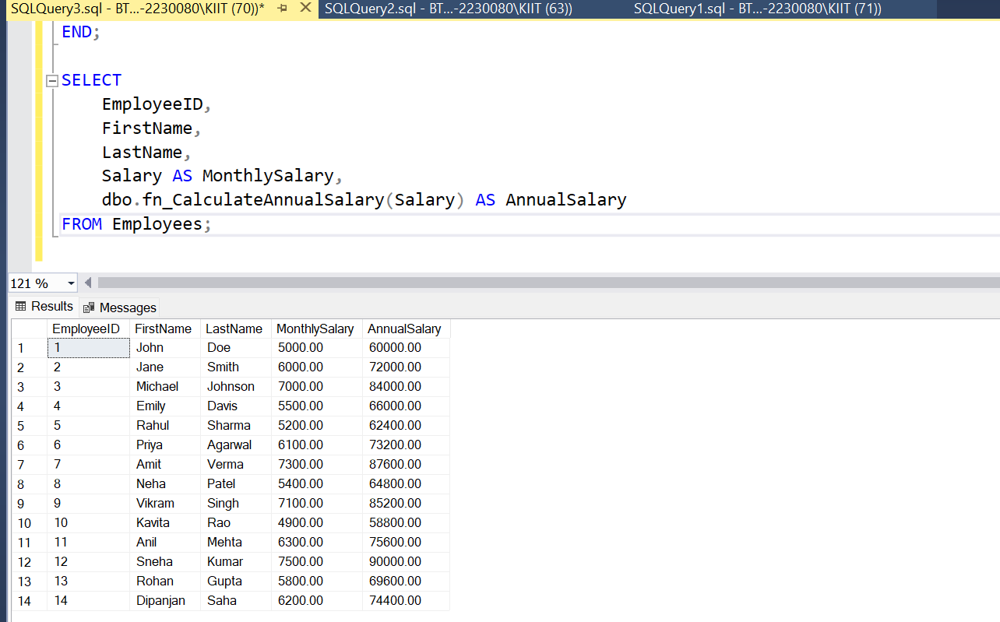 SQLQuery3.sql - BT...-2230080\KIIT (70))* SQLQuery2.sql - BT...-2230080\KIIT (63)) SQLQuery1.sql - BT...-2230080\KIIT (71))
END;
SELECT
EmployeeID,
FirstName,
LastName,
Salary AS MonthlySalary,
dbo.fn_CalculateAnnualSalary(Salary) AS AnnualSalary
FROM Employees;
121 %
Results Messages
EmployeeID FirstName LastName MonthlySalary AnnualSalary
1 1 John Doe 5000.00 60000.00
2 2 Jane Smith 6000.00 72000.00
3 3 Michael Johnson 7000.00 84000.00
4 4 Emily Davis 5500.00 66000.00
5 5 Rahul Sharma 5200.00 62400.00
6 6 Priya Agarwal 6100.00 73200.00
7 7 Amit Verma 7300.00 87600.00
8 8 Neha Patel 5400.00 64800.00
9 9 Vikram Singh 7100.00 85200.00
10 10 Kavita Rao 4900.00 58800.00
11 11 Anil Mehta 6300.00 75600.00
12 12 Sneha Kumar 7500.00 90000.00
13 13 Rohan Gupta 5800.00 69600.00
14 14 Dipanjan Saha 6200.00 74400.00